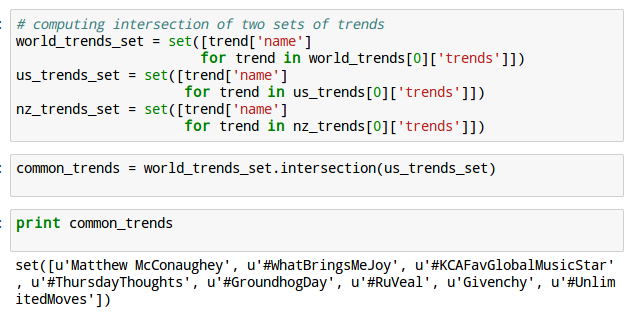 # computing intersection of two sets of trends
world_trends_set = set([trend['name']
for trend in world_trends[0]['trends']])
us_trends_set = set([trend['name']
for trend in us_trends[0]['trends']])
nz_trends_set = set([trend['name']
for trend in nz_trends[0]['trends']])
common_trends = world_trends_set.intersection(us_trends_set)
print common_trends
set([u'Matthew McConaughey', u'#WhatBringsMeJoy', u'#KCAFavGlobalMusicStar'
, u'#ThursdayThoughts', u'#GroundhogDay', u'#RuVeal', u'Givenchy', u'#Unlim
itedMoves'])